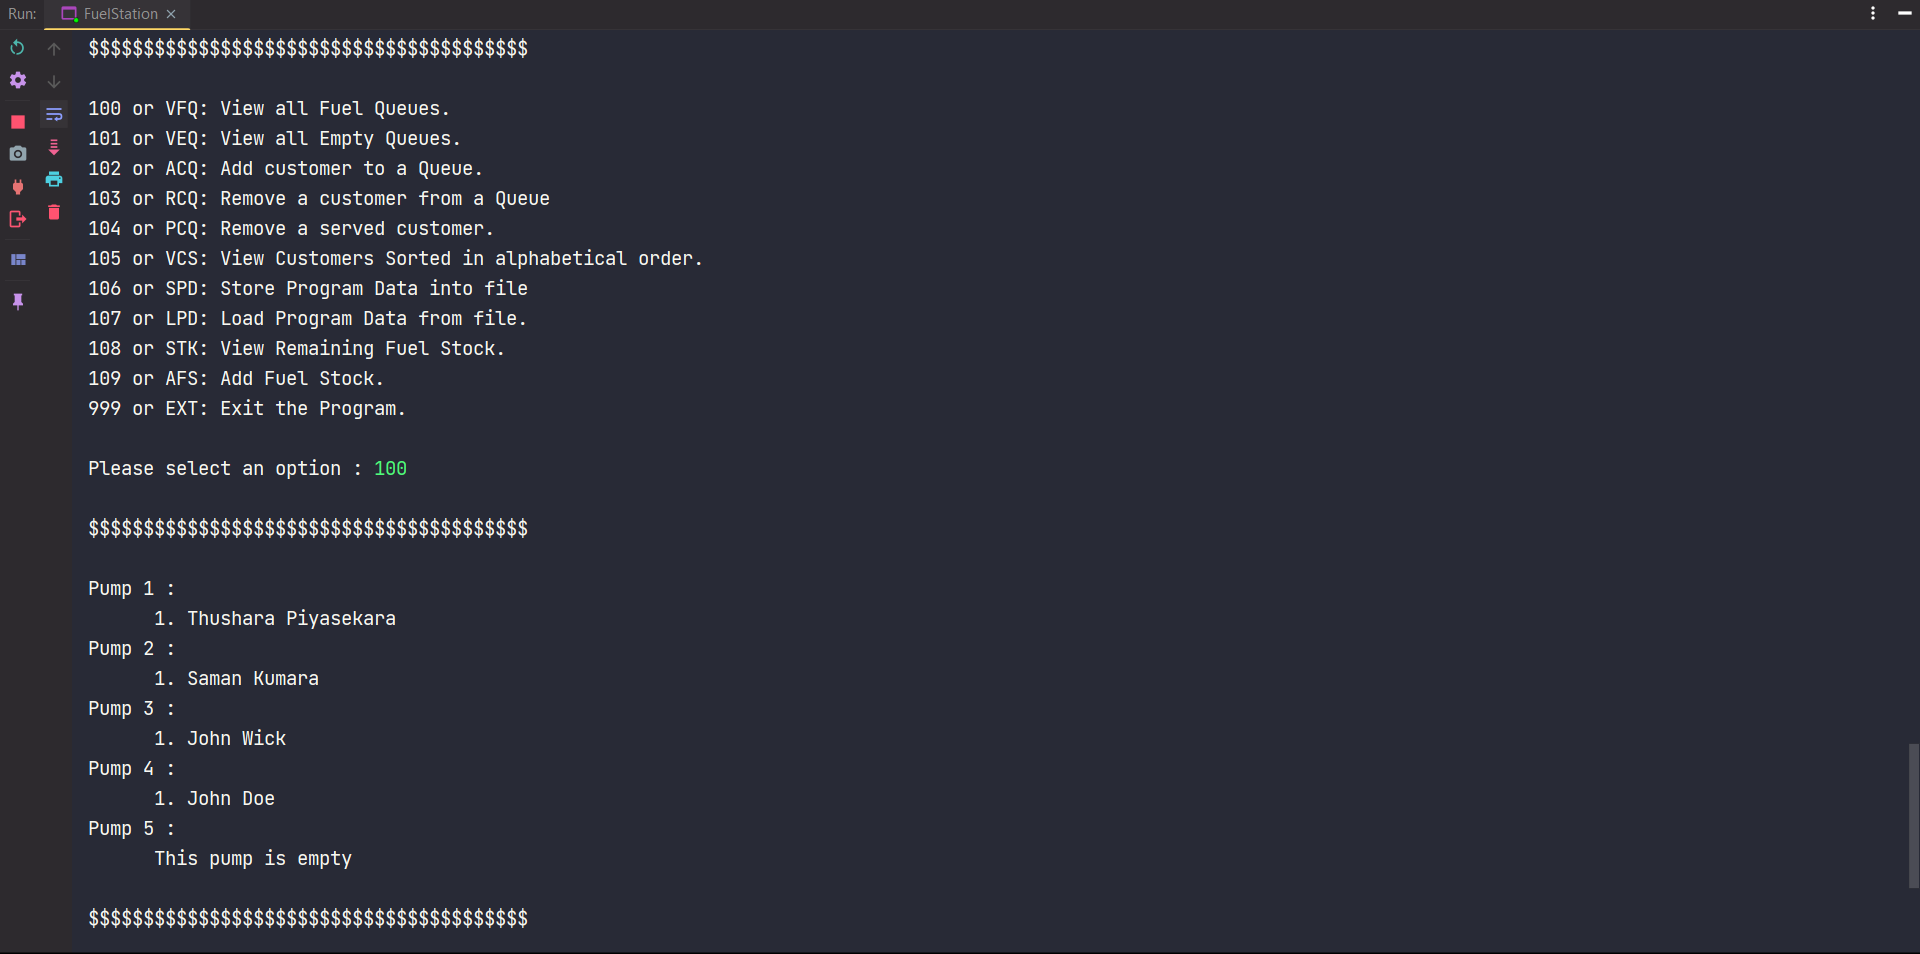 Run: FuelStation
$$$$$$$$$$$$$$$$$$$$$$$$$$$$$$$$$$$$$$$$
100 or VFQ: View all Fuel Queues.
101 or VEQ: View all Empty Queues.
102 or ACQ: Add customer to a Queue.
103 or RCQ: Remove a customer from a Queue
104 or PCQ: Remove a served customer.
105 or VCS: View Customers Sorted in alphabetical order.
106 or SPD: Store Program Data into file
107 or LPD: Load Program Data from file.
108 or STK: View Remaining Fuel Stock.
109 or AFS: Add Fuel Stock.
999 or EXT: Exit the Program.
Please select an option : 100
$$$$$$$$$$$$$$$$$$$$$$$$$$$$$$$$$$$$$$$$
Pump 1 :
1. Thushara Piyasekara
Pump 2 :
1. Saman Kumara
Pump 3 :
1. John Wick
Pump 4 :
1. John Doe
Pump 5 :
This pump is empty
$$$$$$$$$$$$$$$$$$$$$$$$$$$$$$$$$$$$$$$$